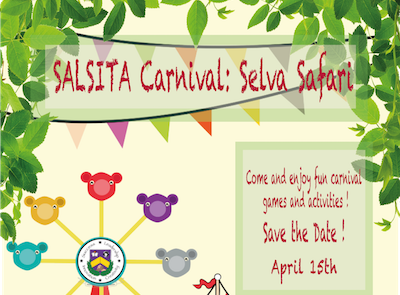 SALSITA Carnival: Selva Safari
Come and enjoy fun carnival
games and activities !
Save the Date !
April 15th